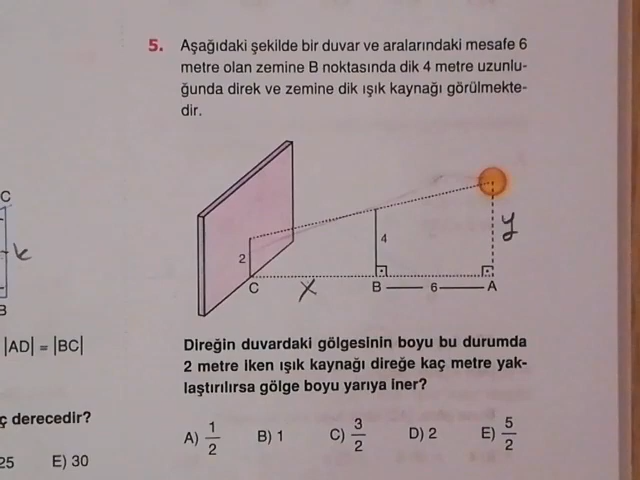 5. Aşağıdaki şekilde bir duvar ve aralarındaki mesafe 6
metre olan zemine B noktasında dik 4 metre uzunlu-
ğunda direk ve zemine dik ışık kaynağı görülmekte-
dir.
C
k
B
y
4
2
C
x
B
6
A
|AD| = |BC|
Direğin duvardaki gölgesinin boyu bu durumda
2 metre iken ışık kaynağı direğe kaç metre yak-
laştırılırsa gölge boyu yarıya iner?
ç derecedir?
A) 1/2 B) 1 C) 3/2 D) 2 E) 5/2
25 E) 30